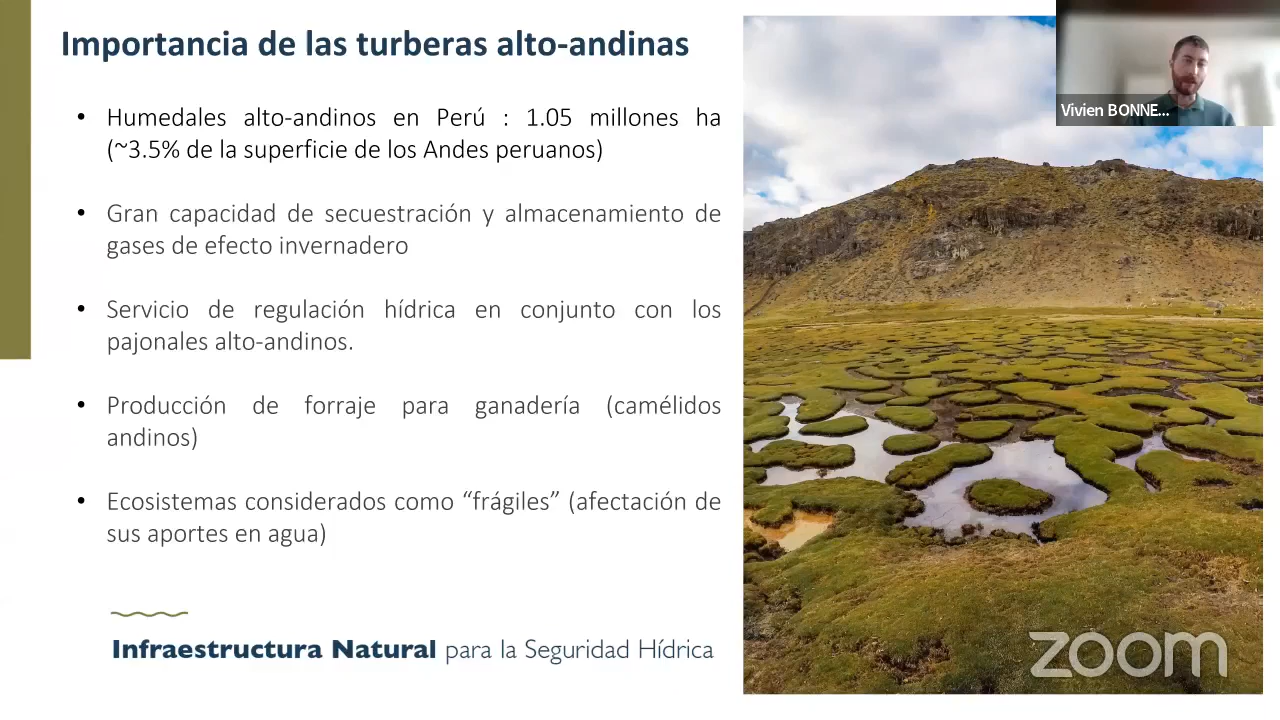 Importancia de las turberas alto-andinas
Vivien BONNE...
• Humedales alto-andinos en Perú : 1.05 millones ha
(~3.5% de la superficie de los Andes peruanos)
• Gran capacidad de secuestración y almacenamiento de
gases de efecto invernadero
• Servicio de regulación hídrica en conjunto con los
pajonales alto-andinos.
• Producción de forraje para ganadería (camélidos
andinos)
• Ecosistemas considerados como “frágiles” (afectación de
sus aportes en agua)
Infraestructura Natural para la Seguridad Hídrica
zoom